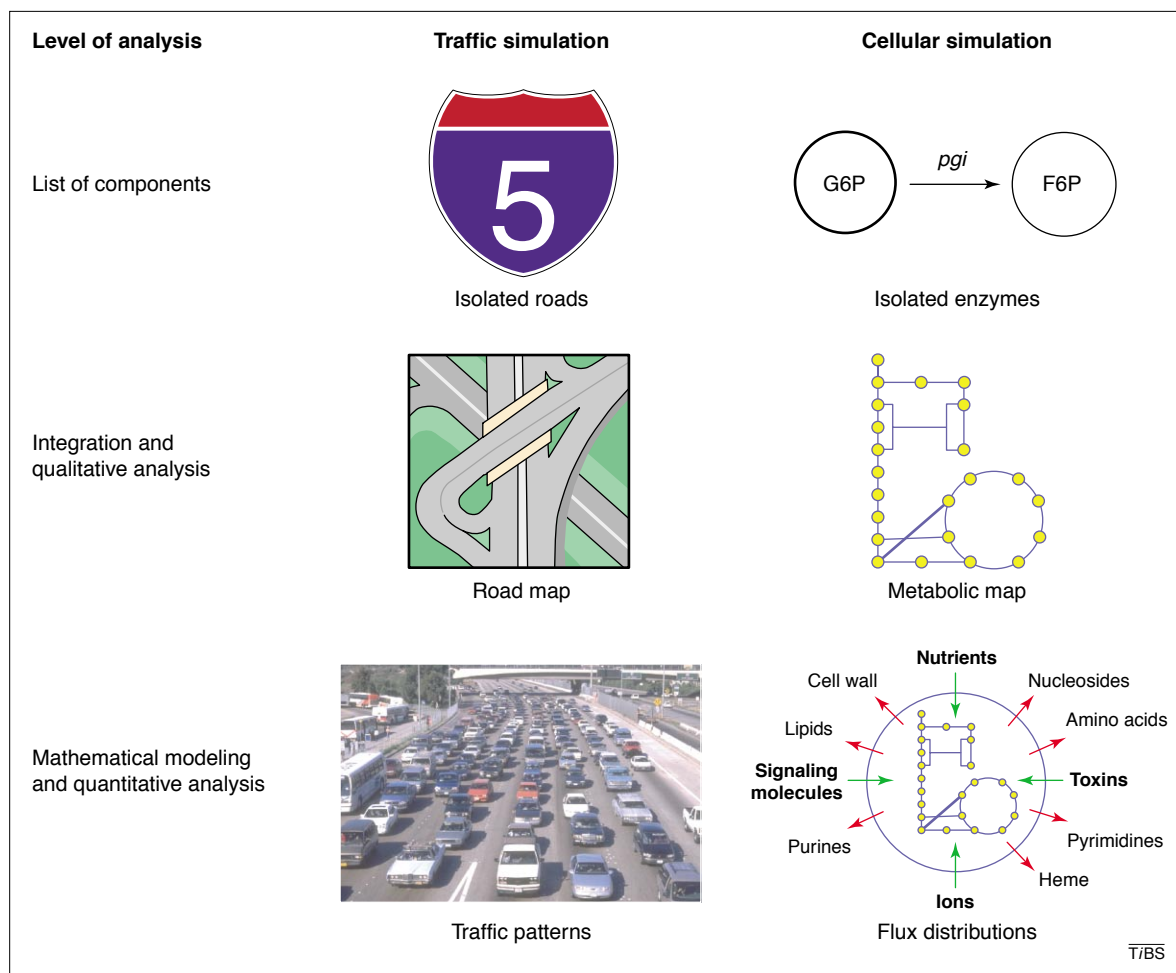 Level of analysis
Traffic simulation
Cellular simulation
List of components
5
Isolated roads
G6P
pgi
F6P
Isolated enzymes
Integration and
qualitative analysis
Road map
Metabolic map
Mathematical modeling
and quantitative analysis
Traffic patterns
Nutrients
Cell wall
Nucleosides
Lipids
Amino acids
Signaling
molecules
Toxins
Purines
Pyrimidines
Heme
Ions
Flux distributions
TiBS